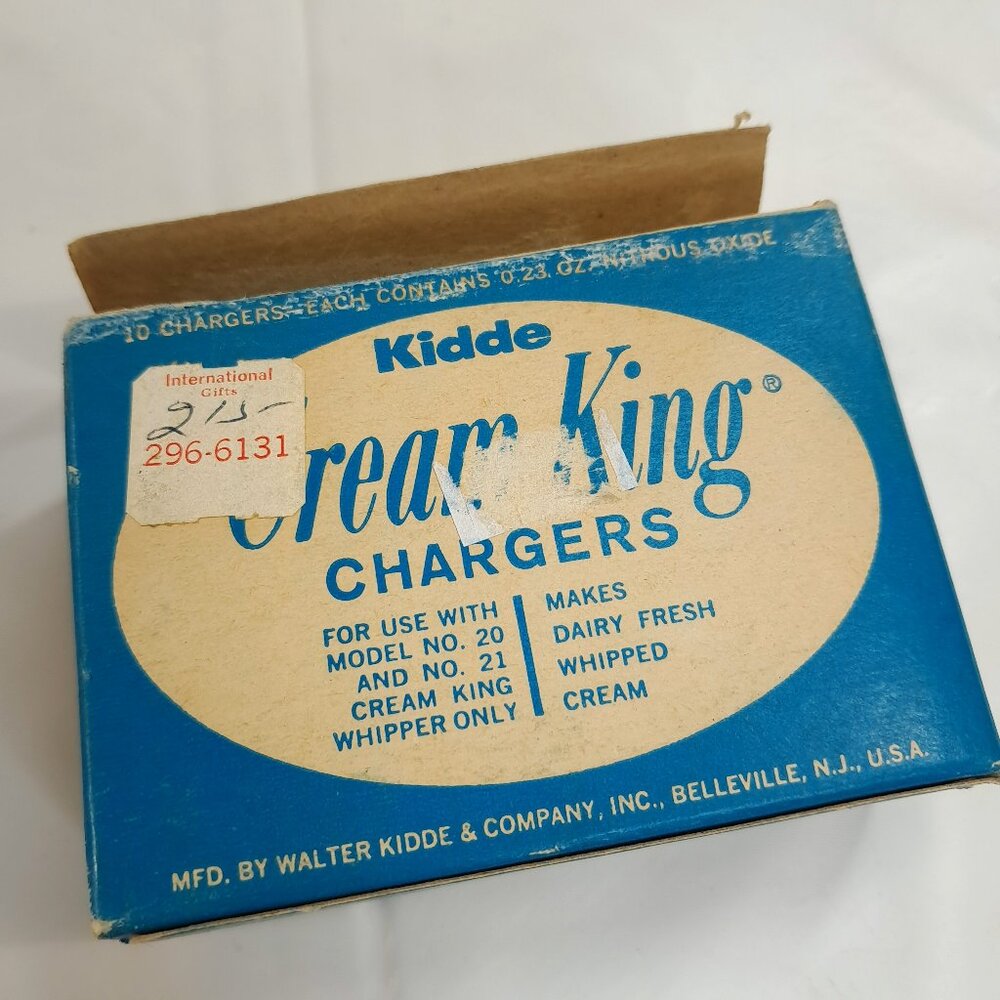 10 CHARGERS-EACH CONTAINS 0.23 OZ. NITROUS OXIDE
Kidde
International
Gifts
2 15-
296-6131
Cream King®
CHARGERS
FOR USE WITH
MODEL NO. 20
AND NO. 21
CREAM KING
WHIPPER ONLY
MAKES
DAIRY FRESH
WHIPPED
CREAM
MFD. BY WALTER KIDDE & COMPANY, INC., BELLEVILLE, N.J., U.S.A.